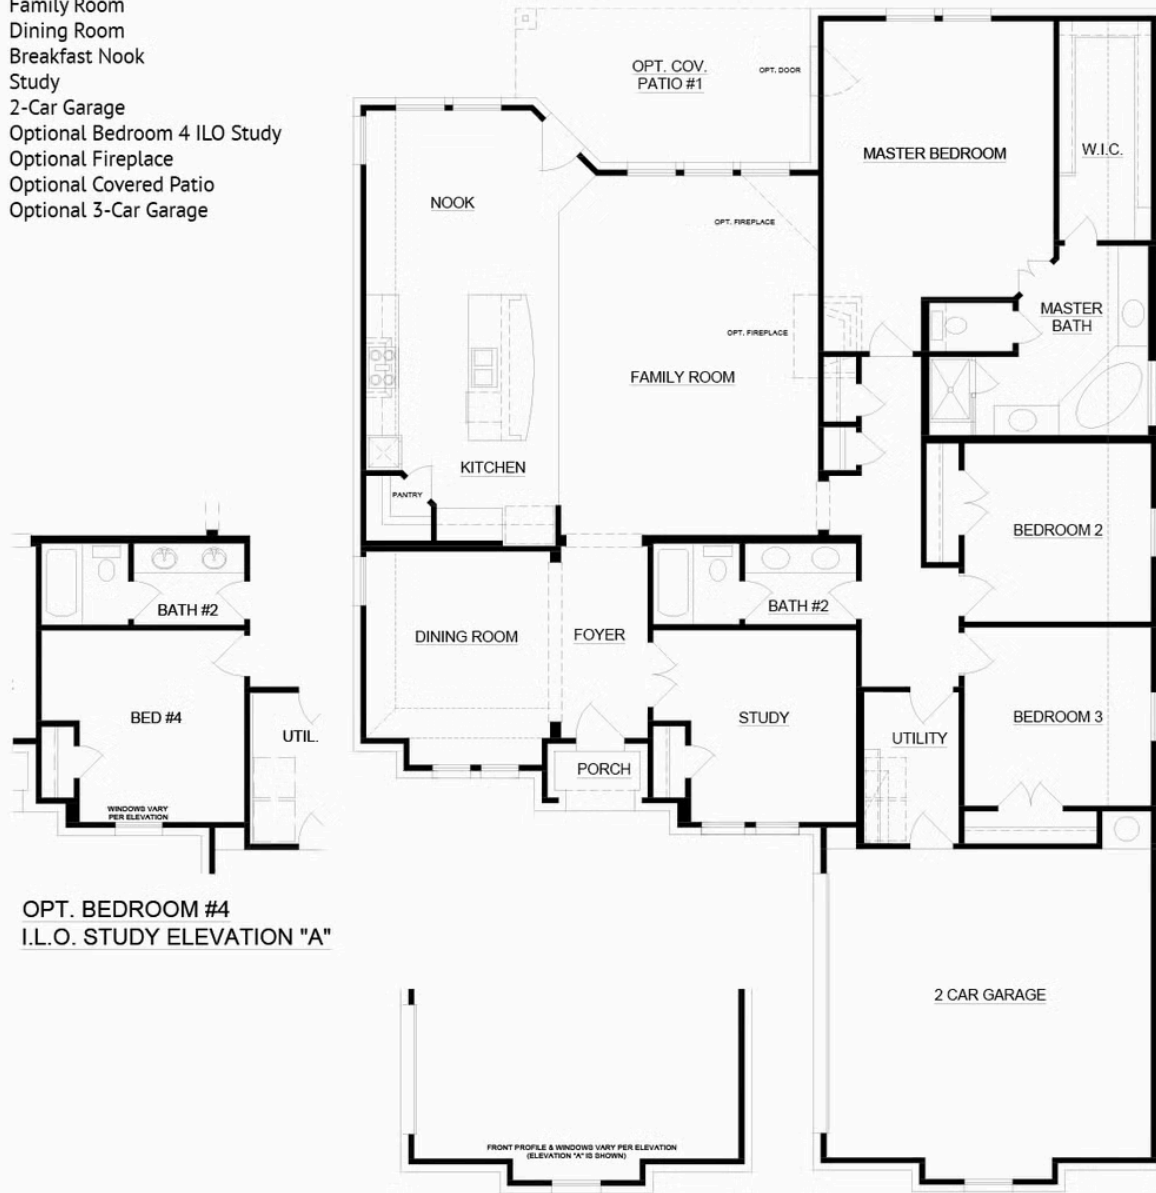 Family Room
Dining Room
Breakfast Nook
Study
2-Car Garage
Optional Bedroom 4 ILO Study
Optional Fireplace
Optional Covered Patio
Optional 3-Car Garage
OPT. COV.
PATIO #1
OPT. DOOR
MASTER BEDROOM
W.I.C.
NOOK
OPT. FIREPLACE
MASTER
BATH
OPT. FIREPLACE
FAMILY ROOM
KITCHEN
PANTRY
BEDROOM 2
BATH #2
BATH #2
DINING ROOM
FOYER
BED #4
UTIL.
STUDY
UTILITY
BEDROOM 3
PORCH
WINDOWS VARY
PER ELEVATION
OPT. BEDROOM #4
I.L.O. STUDY ELEVATION "A"
2 CAR GARAGE
FRONT PROFILE & WINDOWS VARY PER ELEVATION
(ELEVATION "A" IS SHOWN)